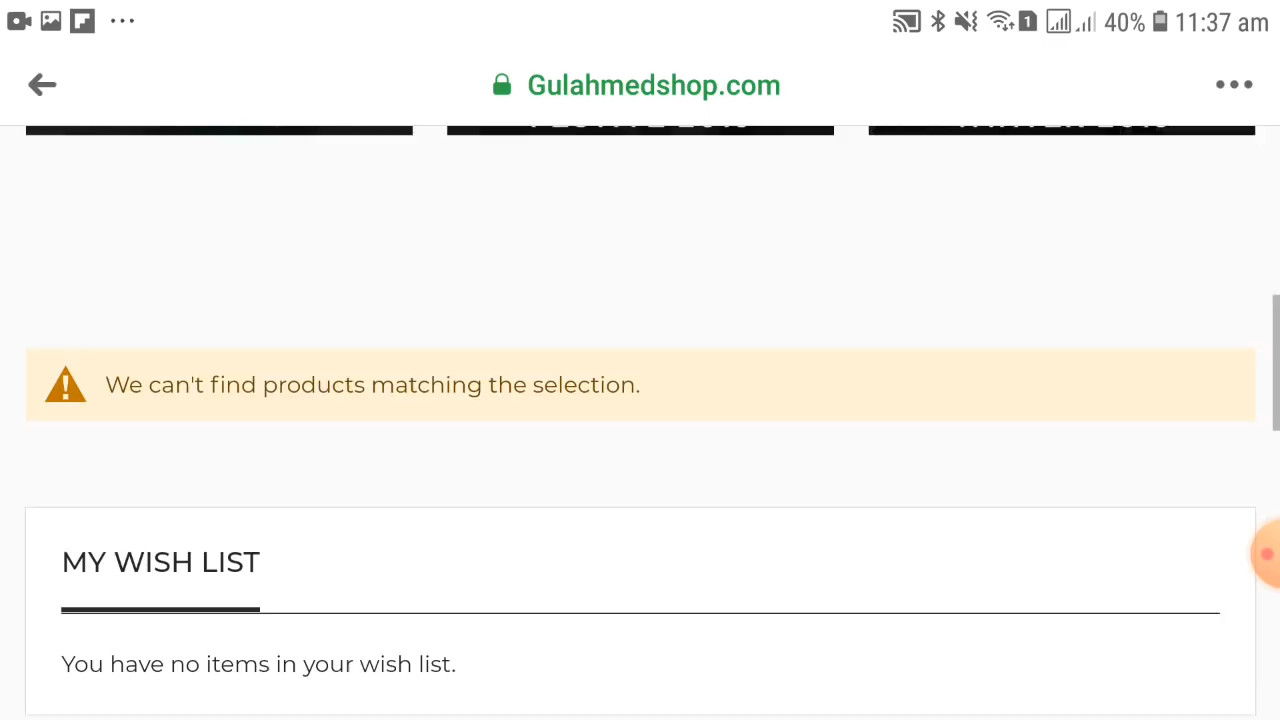 1 40% 11:37 am
Gulahmedshop.com
We can't find products matching the selection.
MY WISH LIST
You have no items in your wish list.